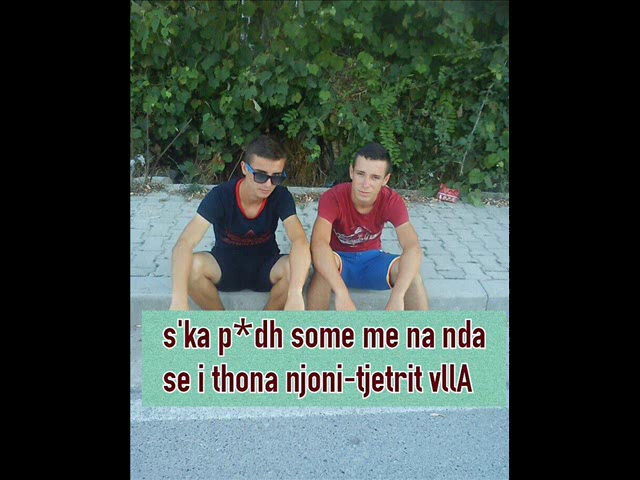 s'ka p*dh some me na nda
se i thona njoni-tjetrit vllA